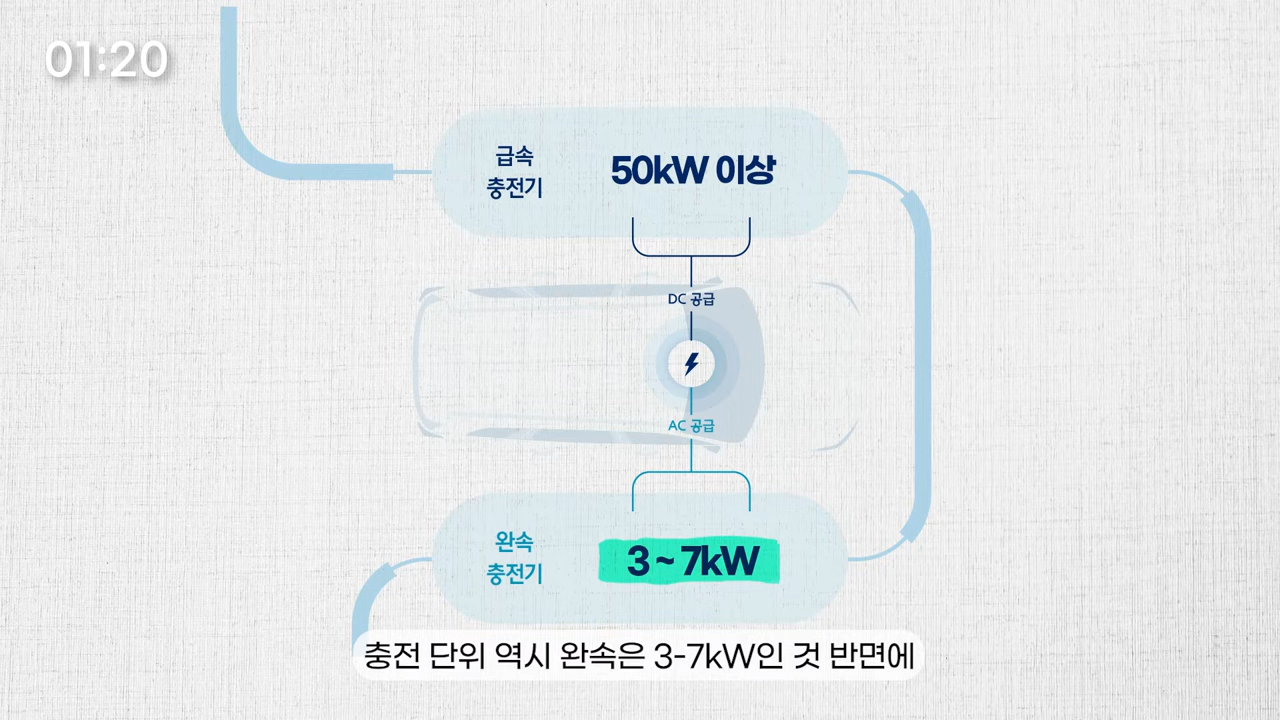 01:20
급속
충전기
50kW 이상
DC 공급
AC 공급
완속
충전기
3 ~ 7kW
충전 단위 역시 완속은 3-7kW인 것 반면에